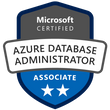 Microsoft
CERTIFIED
AZURE DATABASE
ADMINISTRATOR
ASSOCIATE